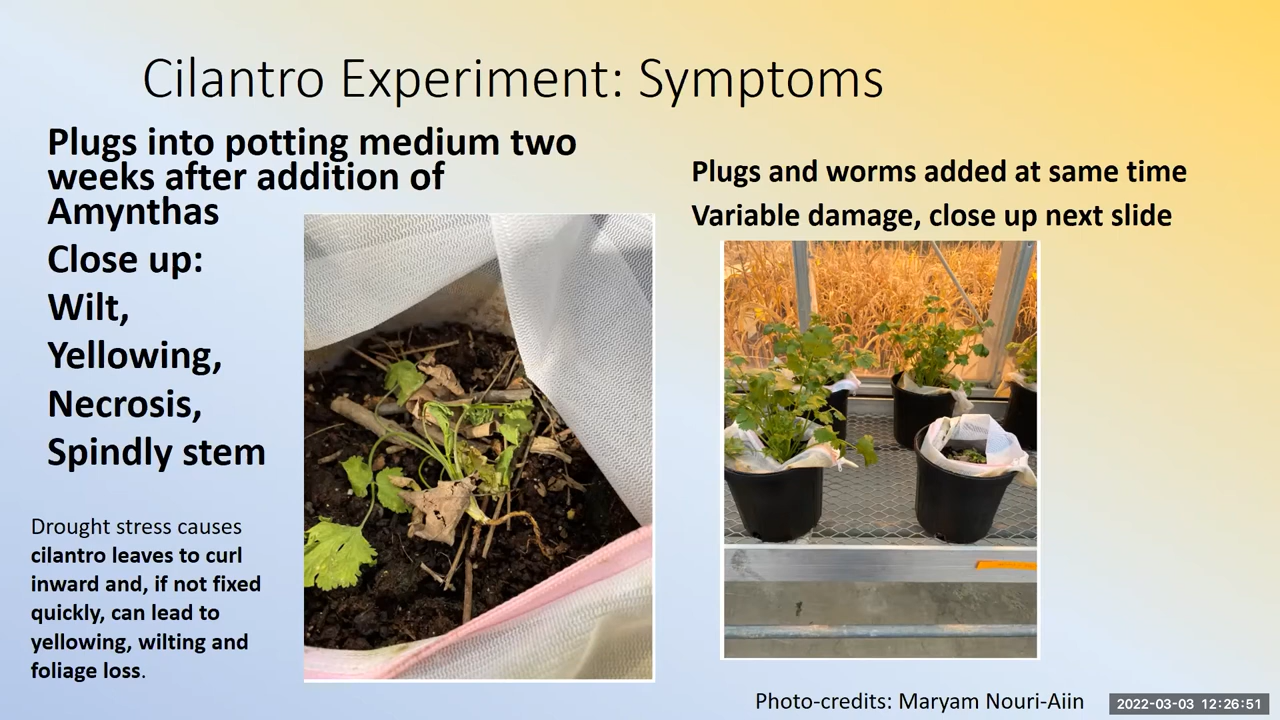 Cilantro Experiment: Symptoms
Plugs into potting medium two
weeks after addition of
Amynthas
Close up:
Wilt,
Yellowing,
Necrosis,
Spindly stem
Drought stress causes
cilantro leaves to curl
inward and, if not fixed
quickly, can lead to
yellowing, wilting and
foliage loss.
Plugs and worms added at same time
Variable damage, close up next slide
Photo-credits: Maryam Nouri-Aiin
2022-03-03 12:26:51